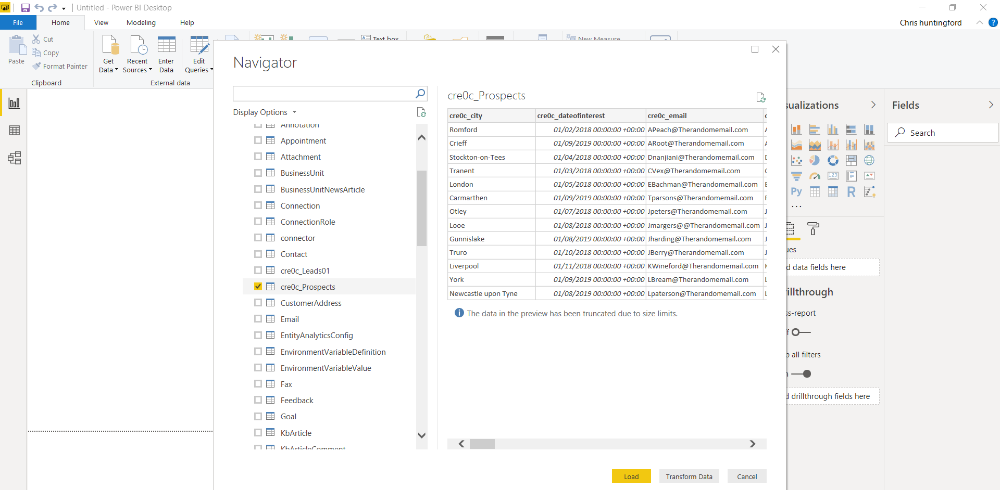 Untitled - Power BI Desktop
File Home View Modeling Help Chris huntingford ?
Paste
Cut
Copy
Format Painter
Clipboard
Get Data
Recent Sources
Enter Data
Edit Queries
External data
Text box
New Measure
Navigator
Display Options
Annotation
Appointment
Attachment
BusinessUnit
BusinessUnitNewsArticle
Connection
ConnectionRole
connector
Contact
cre0c_Leads01
cre0c_Prospects
CustomerAddress
Email
EntityAnalyticsConfig
EnvironmentVariableDefinition
EnvironmentVariableValue
Fax
Feedback
Goal
KbArticle
KbArticleComment
cre0c_Prospects
cre0c_city cre0c_dateofinterest cre0c_email
Romford 01/02/2018 00:00:00 +00:00 APeach@Therandomemail.com
Crieff 01/09/2019 00:00:00 +00:00 ARoot@Therandomemail.com
Stockton-on-Tees 01/04/2018 00:00:00 +00:00 Dnanjiani@Therandomemail.com
Tranent 01/03/2018 00:00:00 +00:00 CVex@Therandomemail.com
London 01/05/2018 00:00:00 +00:00 EBachman@Therandomemail.com
Carmarthen 01/09/2019 00:00:00 +00:00 Tparsons@Therandomemail.com
Otley 01/07/2018 00:00:00 +00:00 Jpeters@Therandomemail.com
Looe 01/08/2018 00:00:00 +00:00 Jmargers@@Therandomemail.com
Gunnislake 01/08/2019 00:00:00 +00:00 Jharding@Therandomemail.com
Truro 01/10/2018 00:00:00 +00:00 JBerry@Therandomemail.com
Liverpool 01/11/2018 00:00:00 +00:00 KWineford@Therandomemail.com
York 01/09/2019 00:00:00 +00:00 LBream@Therandomemail.com
Newcastle upon Tyne 01/08/2019 00:00:00 +00:00 Lpaterson@Therandomemail.com
The data in the preview has been truncated due to size limits.
Load Transform Data Cancel
sualizations
123
Py R
ues
d data fields here
illthrough
ss-report
f
o all filters
n
d drillthrough fields here
Fields
Search